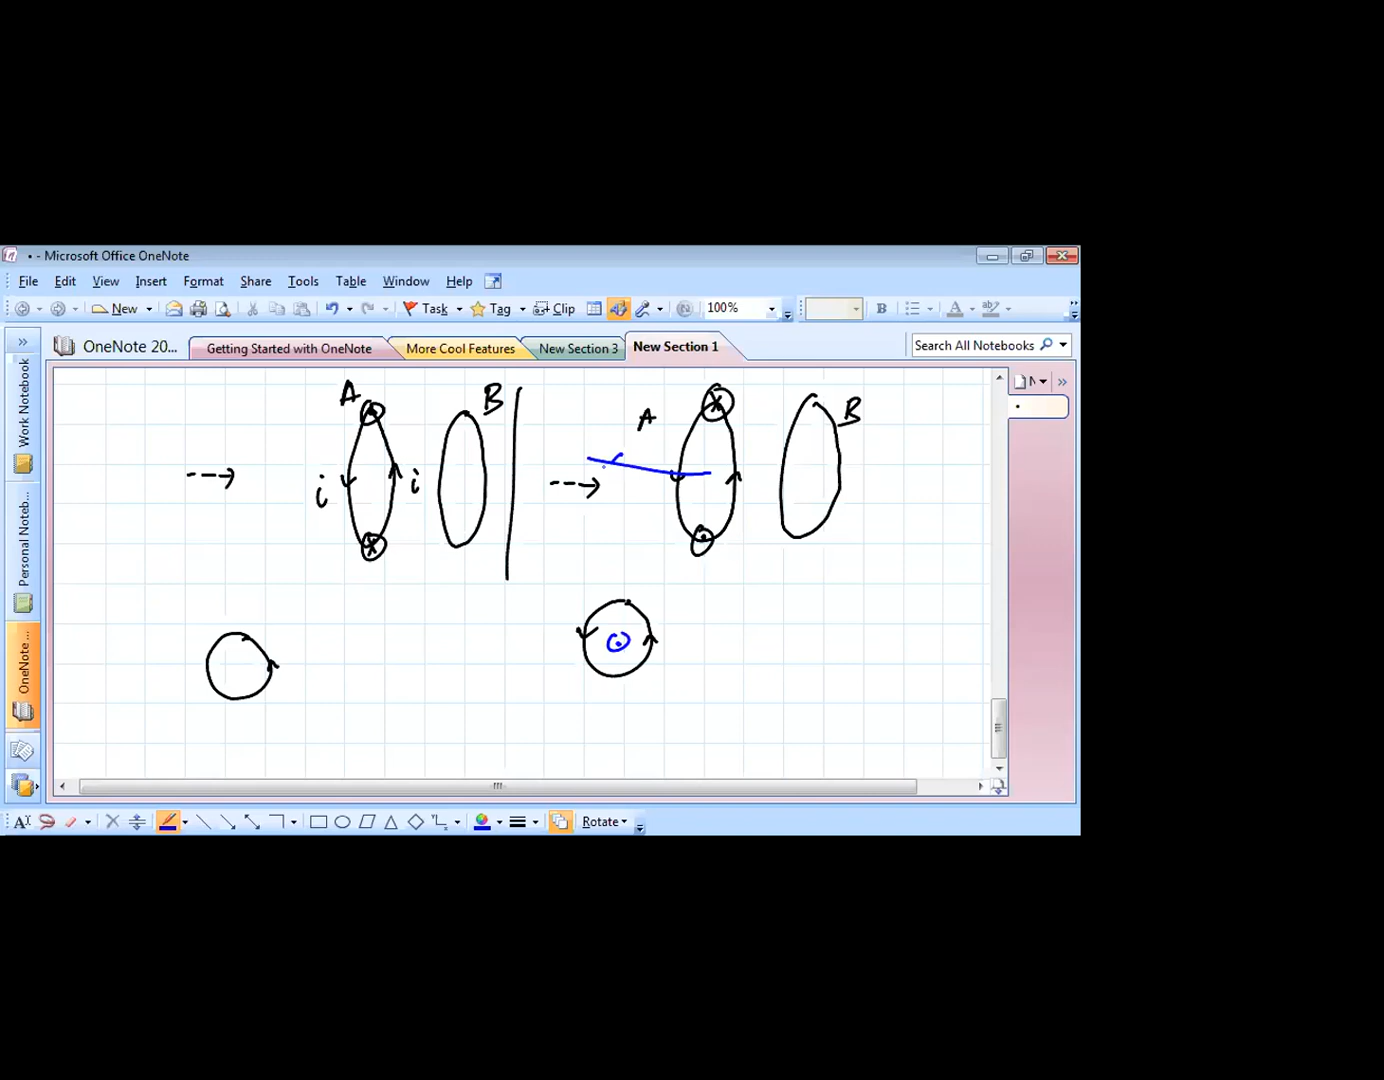 • - Microsoft Office OneNote
File Edit View Insert Format Share Tools Table Window Help
New Task Tag Clip 100% B A ab
OneNote 20... Getting Started with OneNote More Cool Features New Section 3 New Section 1 Search All Notebooks
Work Notebook
Personal Noteb...
OneNote...
A B A B
i i
Rotate